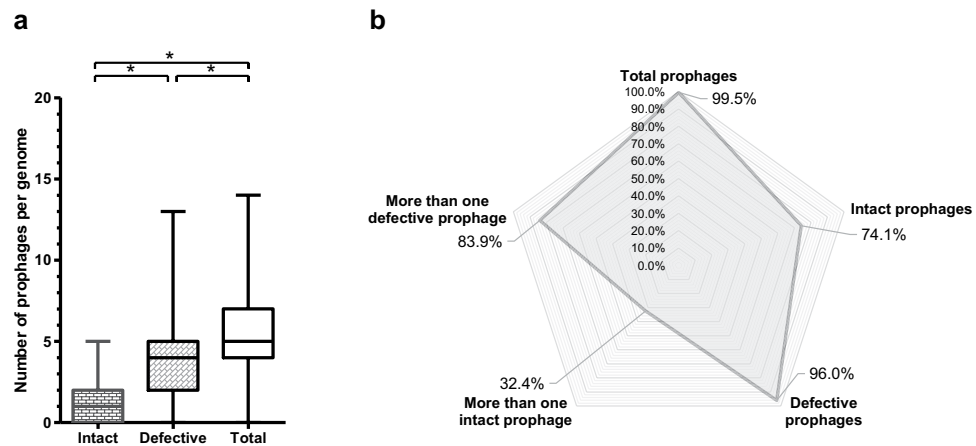 a
*
* *
Number of prophages per genome
20
15
10
5
0
Intact Defective Total
b
Total prophages
99.5%
100.0%
90.0%
80.0%
70.0%
60.0%
50.0%
40.0%
30.0%
20.0%
10.0%
0.0%
Intact prophages
74.1%
96.0%
Defective
prophages
32.4%
More than one
intact prophage
More than one
defective prophage
83.9%